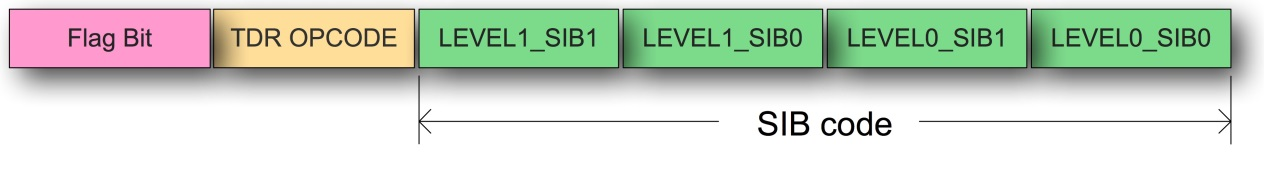 Flag Bit TDR OPCODE LEVEL1_SIB1 LEVEL1_SIB0 LEVEL0_SIB1 LEVEL0_SIB0
SIB code